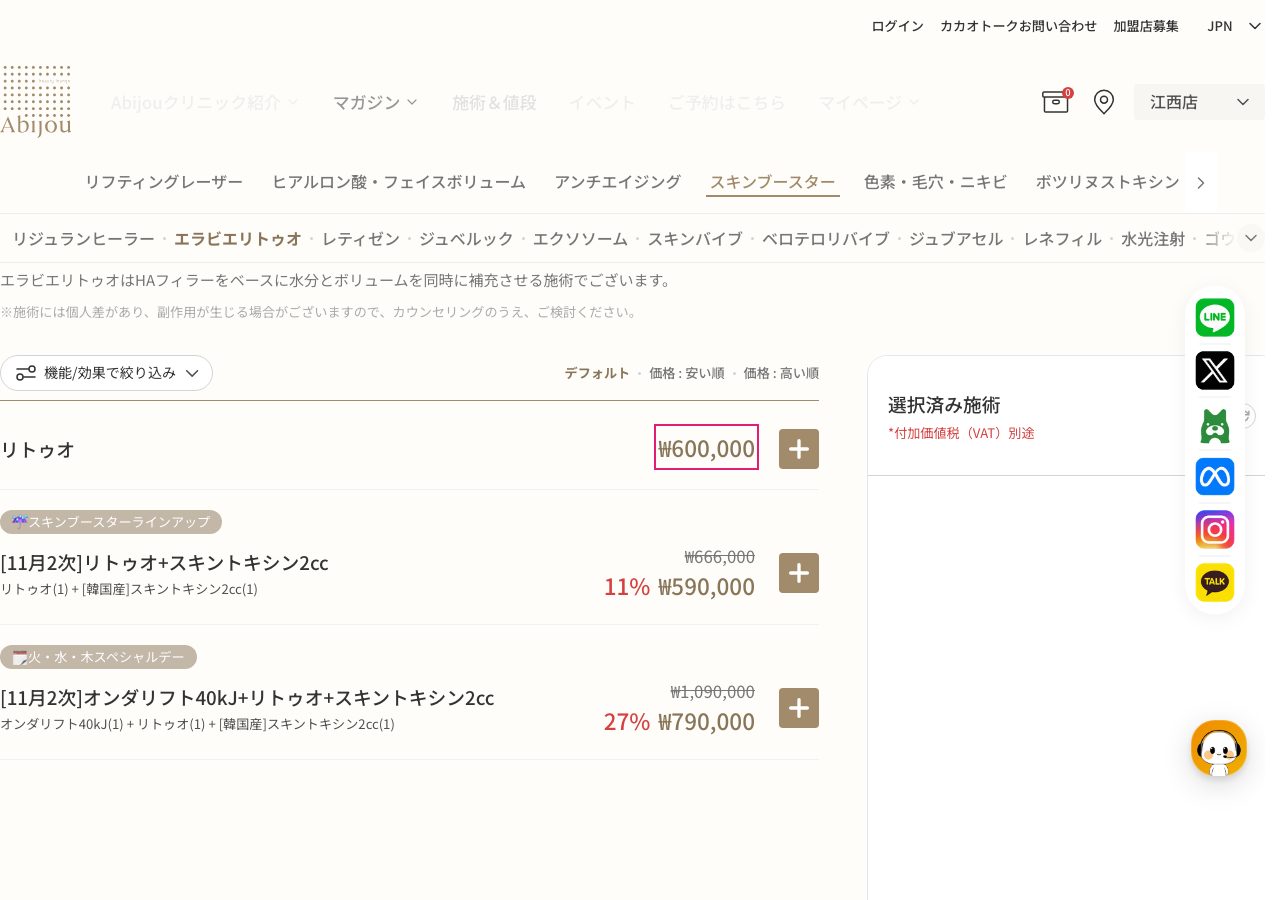 ログイン カカオトークお問い合わせ 加盟店募集 JPN
Abijouクリニック紹介 マガジン 施術＆値段 イベント ご予約はこちら マイページ 0 江西店
Abijou
リフティングレーザー ヒアルロン酸・フェイスボリューム アンチエイジング スキンブースター 色素・毛穴・ニキビ ボツリヌストキシン
リジュランヒーラー エラビエリトゥオ レティゼン ジュベルック エクソソーム スキンバイブ ベロテロリバイブ ジュブアセル レネフィル 水光注射 ゴウ
エラビエリトゥオはHAフィラーをベースに水分とボリュームを同時に補充させる施術でございます。
※施術には個人差があり、副作用が生じる場合がございますので、カウンセリングのうえ、ご検討ください。
機能/効果で絞り込み デフォルト 価格 : 安い順 価格 : 高い順
リトゥオ ₩600,000
☔スキンブースターラインアップ
[11月2次]リトゥオ+スキントキシン2cc ₩666,000
リトゥオ(1) + [韓国産]スキントキシン2cc(1) 11% ₩590,000
🗓️火・水・木スペシャルデー
[11月2次]オンダリフト40kJ+リトゥオ+スキントキシン2cc ₩1,090,000
オンダリフト40kJ(1) + リトゥオ(1) + [韓国産]スキントキシン2cc(1) 27% ₩790,000
選択済み施術
*付加価値税（VAT）別途
LINE
TALK